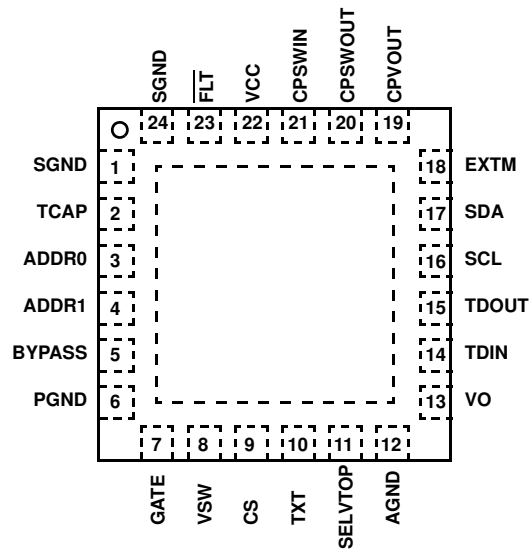 SGND
FLT
VCC
CPSWIN
CPSWOUT
CPVOUT
24 23 22 21 20 19
SGND 1
TCAP 2
ADDR0 3
ADDR1 4
BYPASS 5
PGND 6
18 EXTM
17 SDA
16 SCL
15 TDOUT
14 TDIN
13 VO
7 8 9 10 11 12
GATE
VSW
CS
TXT
SELVTOP
AGND